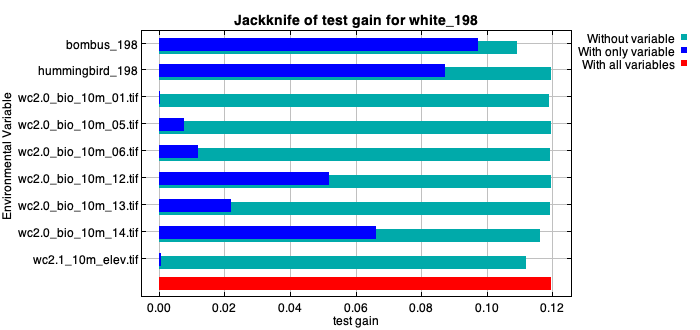 Jackknife of test gain for white_198
Without variable
With only variable
With all variables
Environmental Variable
bombus_198
hummingbird_198
wc2.0_bio_10m_01.tif
wc2.0_bio_10m_05.tif
wc2.0_bio_10m_06.tif
wc2.0_bio_10m_12.tif
wc2.0_bio_10m_13.tif
wc2.0_bio_10m_14.tif
wc2.1_10m_elev.tif
0.00 0.02 0.04 0.06 0.08 0.10 0.12
test gain